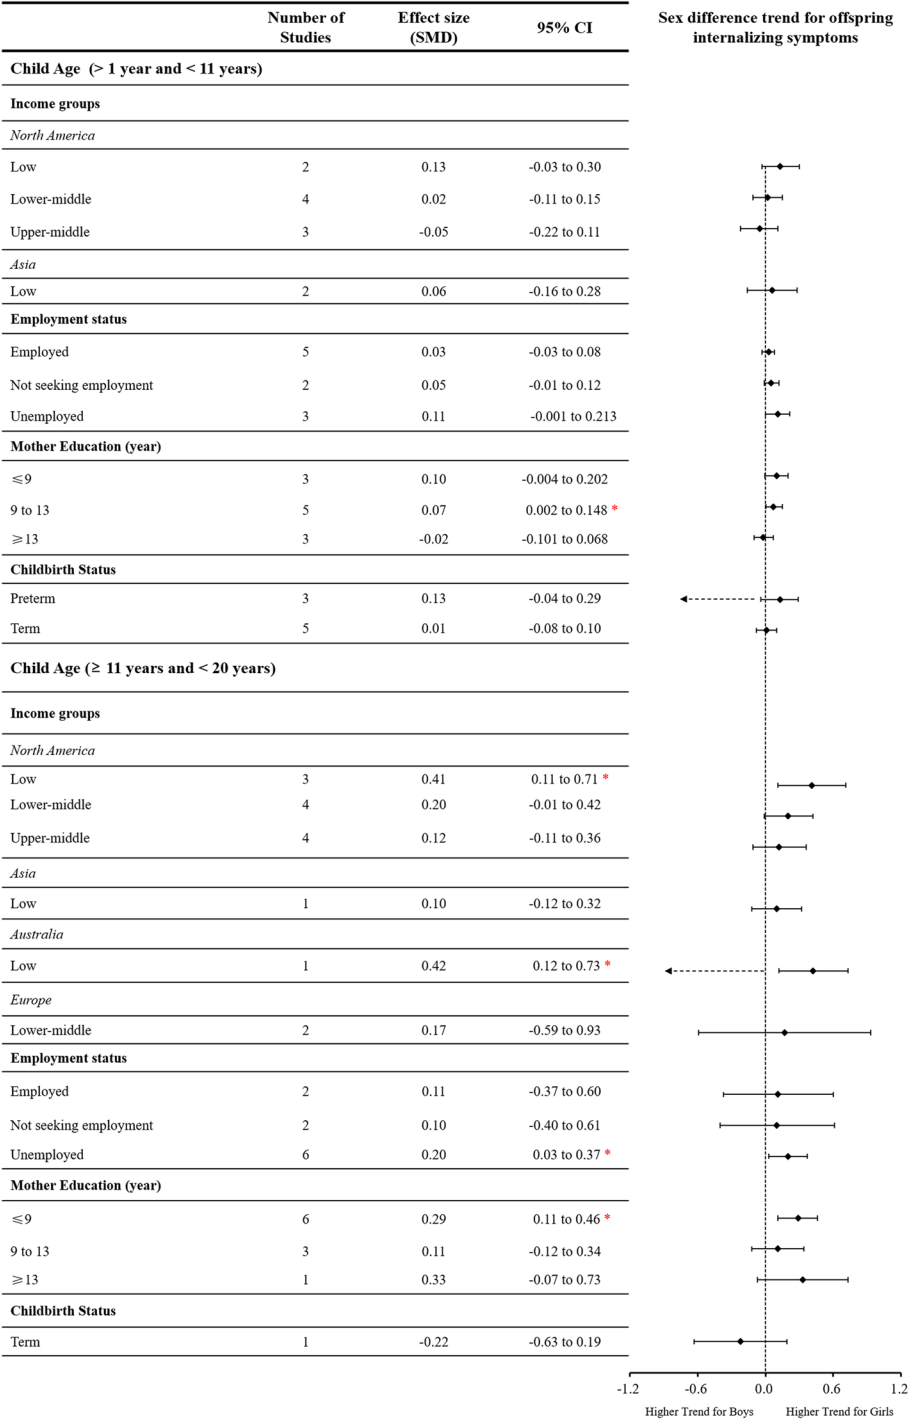 Number of Studies Effect size (SMD) 95% CI Sex difference trend for offspring internalizing symptoms
Child Age (> 1 year and < 11 years)
Income groups
North America
Low 2 0.13 -0.03 to 0.30
Lower-middle 4 0.02 -0.11 to 0.15
Upper-middle 3 -0.05 -0.22 to 0.11
Asia
Low 2 0.06 -0.16 to 0.28
Employment status
Employed 5 0.03 -0.03 to 0.08
Not seeking employment 2 0.05 -0.01 to 0.12
Unemployed 3 0.11 -0.001 to 0.213
Mother Education (year)
≤9 3 0.10 -0.004 to 0.202
9 to 13 5 0.07 0.002 to 0.148 *
≥13 3 -0.02 -0.101 to 0.068
Childbirth Status
Preterm 3 0.13 -0.04 to 0.29
Term 5 0.01 -0.08 to 0.10
Child Age (≥ 11 years and < 20 years)
Income groups
North America
Low 3 0.41 0.11 to 0.71 *
Lower-middle 4 0.20 -0.01 to 0.42
Upper-middle 4 0.12 -0.11 to 0.36
Asia
Low 1 0.10 -0.12 to 0.32
Australia
Low 1 0.42 0.12 to 0.73 *
Europe
Lower-middle 2 0.17 -0.59 to 0.93
Employment status
Employed 2 0.11 -0.37 to 0.60
Not seeking employment 2 0.10 -0.40 to 0.61
Unemployed 6 0.20 0.03 to 0.37 *
Mother Education (year)
≤9 6 0.29 0.11 to 0.46 *
9 to 13 3 0.11 -0.12 to 0.34
≥13 1 0.33 -0.07 to 0.73
Childbirth Status
Term 1 -0.22 -0.63 to 0.19
-1.2 -0.6 0.0 0.6 1.2
Higher Trend for Boys Higher Trend for Girls